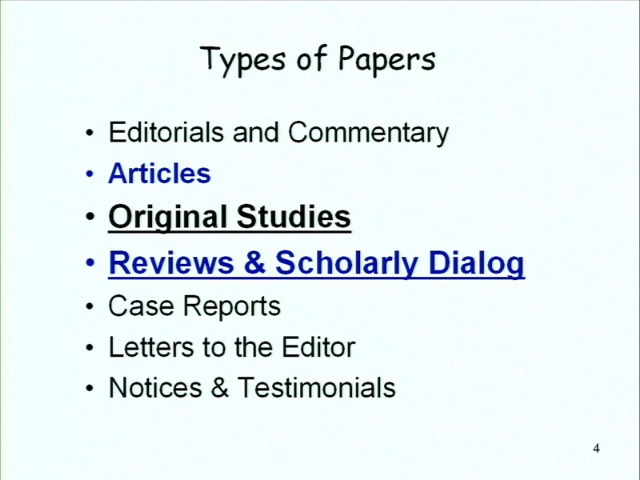 Types of Papers
• Editorials and Commentary
• Articles
• Original Studies
• Reviews & Scholarly Dialog
• Case Reports
• Letters to the Editor
• Notices & Testimonials
4